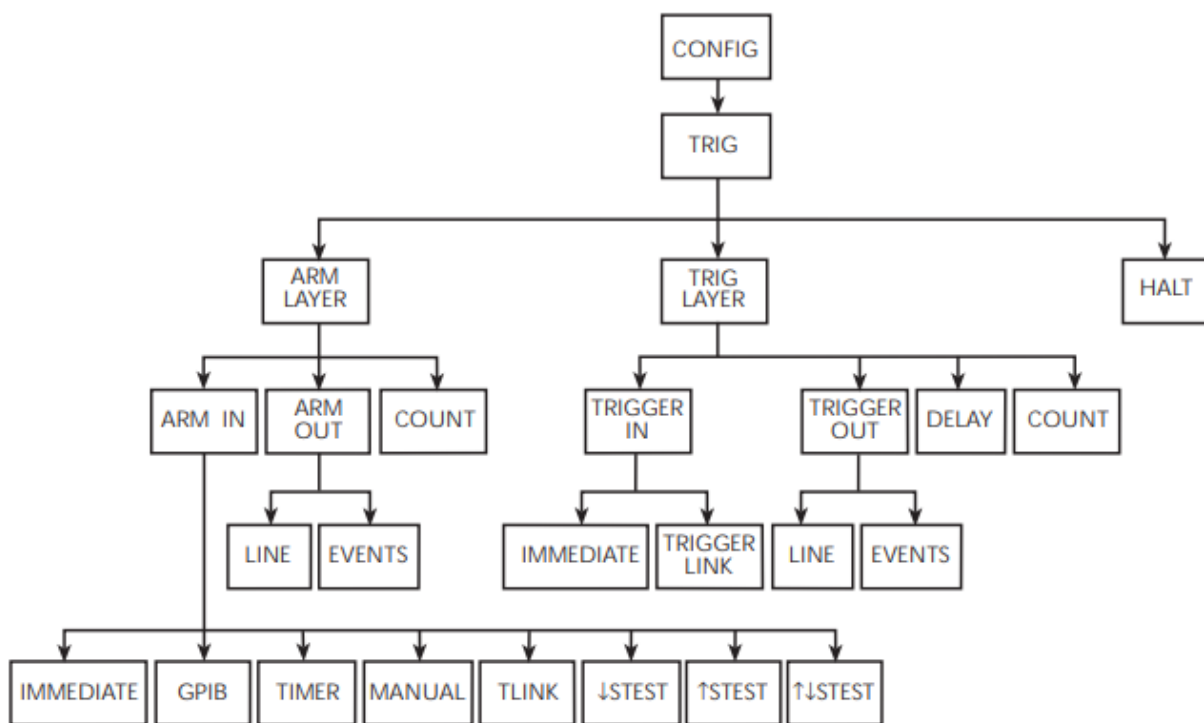 CONFIG
TRIG
ARM
LAYER
TRIG
LAYER
HALT
ARM IN
ARM
OUT
COUNT
TRIGGER
IN
TRIGGER
OUT
DELAY
COUNT
LINE
EVENTS
IMMEDIATE
TRIGGER
LINK
LINE
EVENTS
IMMEDIATE
GPIB
TIMER
MANUAL
TLINK
↓STEST
↑STEST
↑↓STEST